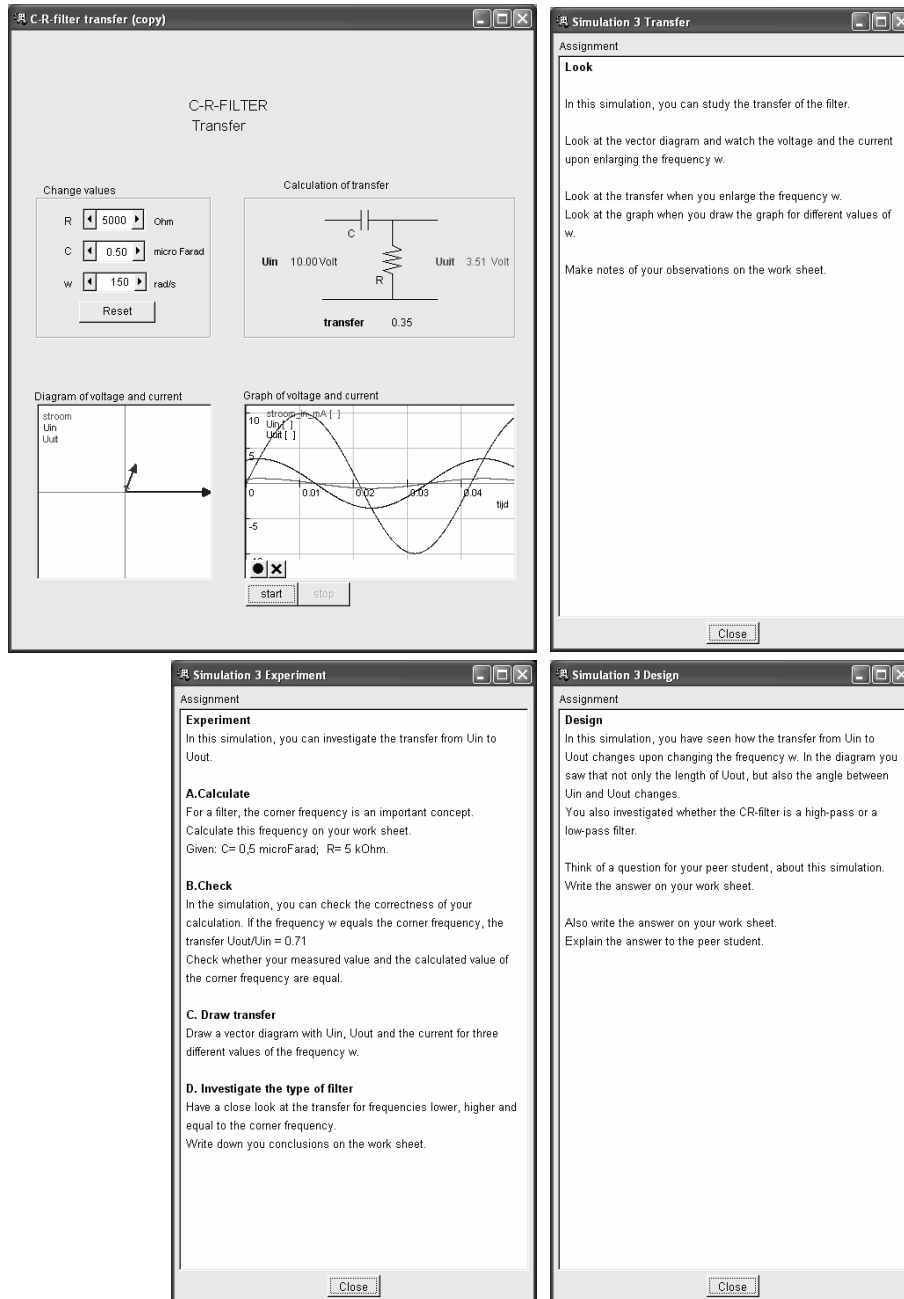 C-R-filter transfer (copy)
C-R-FILTER
Transfer
Change values
R 5000 Ohm
C 0.50 micro Farad
w 150 rad/s
Reset
Calculation of transfer
C
Uin 10.00 Volt
R
Uuit 3.51 Volt
transfer 0.35
Diagram of voltage and current
stroom
Uin
Uuit
Graph of voltage and current
stroom_in_mA [ ]
Uin [ ]
Uuit [ ]
10
5
0 0.01 0.02 0.03 0.04
tijd
-5
-10
start stop
Simulation 3 Transfer
Assignment
Look
In this simulation, you can study the transfer of the filter.
Look at the vector diagram and watch the voltage and the current
upon enlarging the frequency w.
Look at the transfer when you enlarge the frequency w.
Look at the graph when you draw the graph for different values of
w.
Make notes of your observations on the work sheet.
Close
Simulation 3 Experiment
Assignment
Experiment
In this simulation, you can investigate the transfer from Uin to
Uout.
A.Calculate
For a filter, the corner frequency is an important concept.
Calculate this frequency on your work sheet.
Given: C= 0,5 microFarad; R= 5 kOhm.
B.Check
In the simulation, you can check the correctness of your
calculation. If the frequency w equals the corner frequency, the
transfer Uout/Uin = 0.71
Check whether your measured value and the calculated value of
the corner frequency are equal.
C. Draw transfer
Draw a vector diagram with Uin, Uout and the current for three
different values of the frequency w.
D. Investigate the type of filter
Have a close look at the transfer for frequencies lower, higher and
equal to the corner frequency.
Write down you conclusions on the work sheet.
Close
Simulation 3 Design
Assignment
Design
In this simulation, you have seen how the transfer from Uin to
Uout changes upon changing the frequency w. In the diagram you
saw that not only the length of Uout, but also the angle between
Uin and Uout changes.
You also investigated whether the CR-filter is a high-pass or a
low-pass filter.
Think of a question for your peer student, about this simulation.
Write the answer on your work sheet.
Also write the answer on your work sheet.
Explain the answer to the peer student.
Close